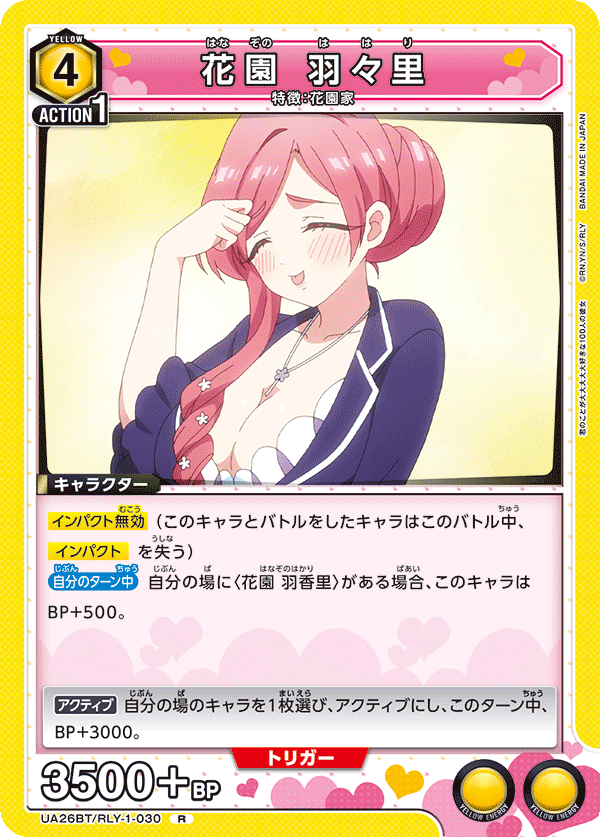 YELLOW
4
ACTION 1
はな ぞの は は り
花園 羽々里
特徴:花園家
BANDAI MADE IN JAPAN
©RN,YN/S/RLY
君のことが大大大大大好きな100人の彼女
キャラクター
むこう ちゅう
インパクト無効 (このキャラとバトルをしたキャラはこのバトル中、
うしな
インパクト を失う)
じぶん ちゅう じぶん ば はなぞのはかり ばあい
自分のターン中 自分の場に〈花園 羽香里〉がある場合、このキャラは
BP+500。
じぶん ば まいえら ちゅう
アクティブ 自分の場のキャラを1枚選び、アクティブにし、このターン中、
BP+3000。
トリガー
3500+BP
YELLOW ENERGY YELLOW ENERGY
UA26BT/RLY-1-030 R